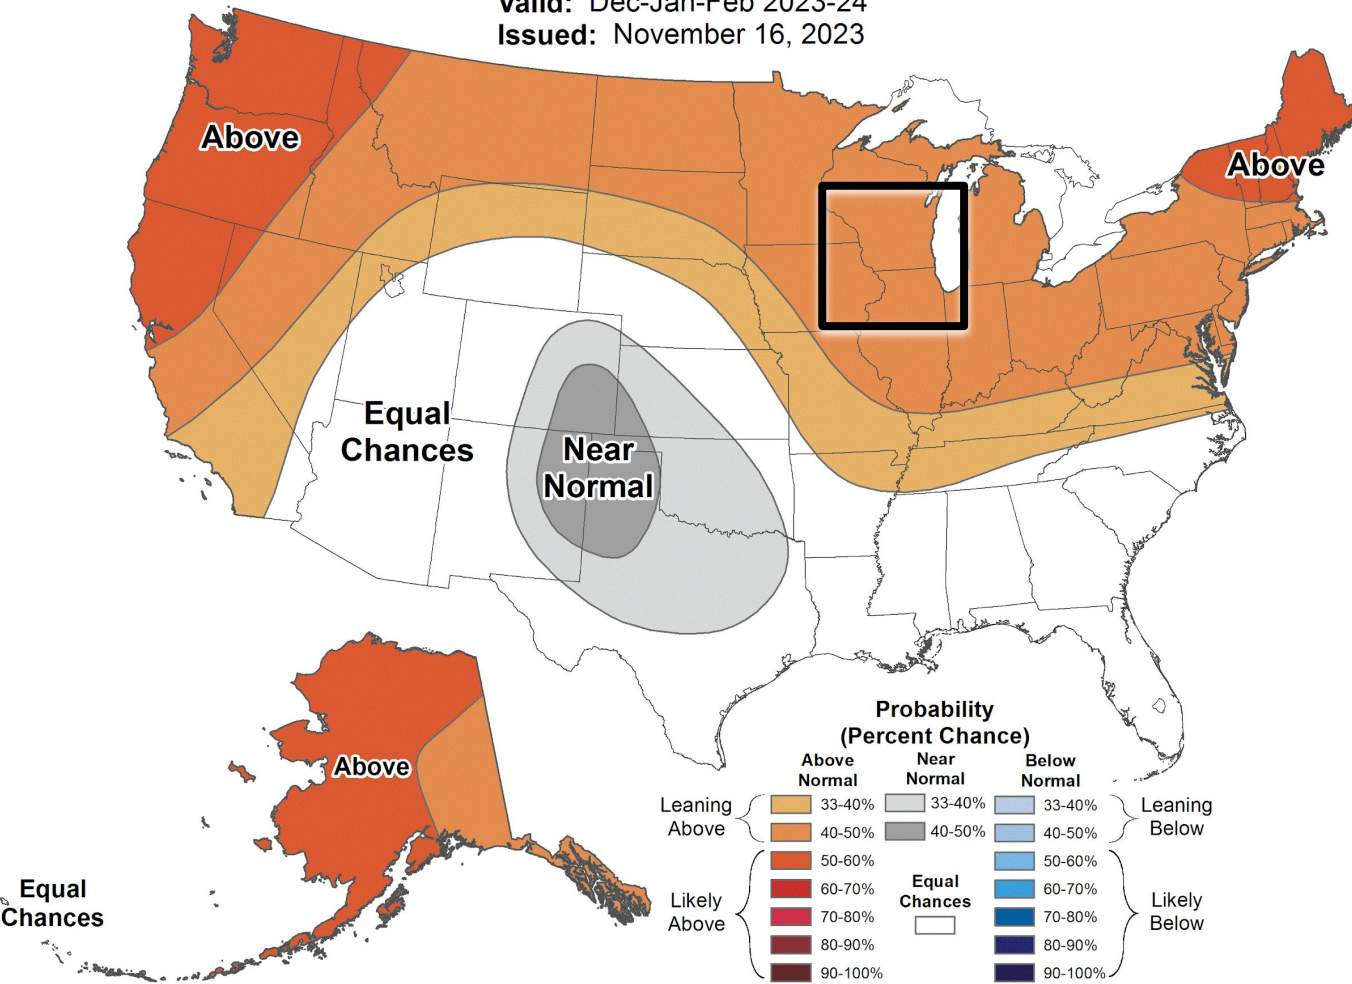 Valid: Dec-Jan-Feb 2023-24
Issued: November 16, 2023
Above
Above
Equal
Chances
Near
Normal
Above
Equal
Chances
Probability
(Percent Chance)
Above
Normal
Near
Normal
Below
Normal
Leaning
Above
33-40%
40-50%
33-40%
40-50%
33-40%
40-50%
Leaning
Below
Likely
Above
50-60%
60-70%
70-80%
80-90%
90-100%
Equal
Chances
50-60%
60-70%
70-80%
80-90%
90-100%
Likely
Below